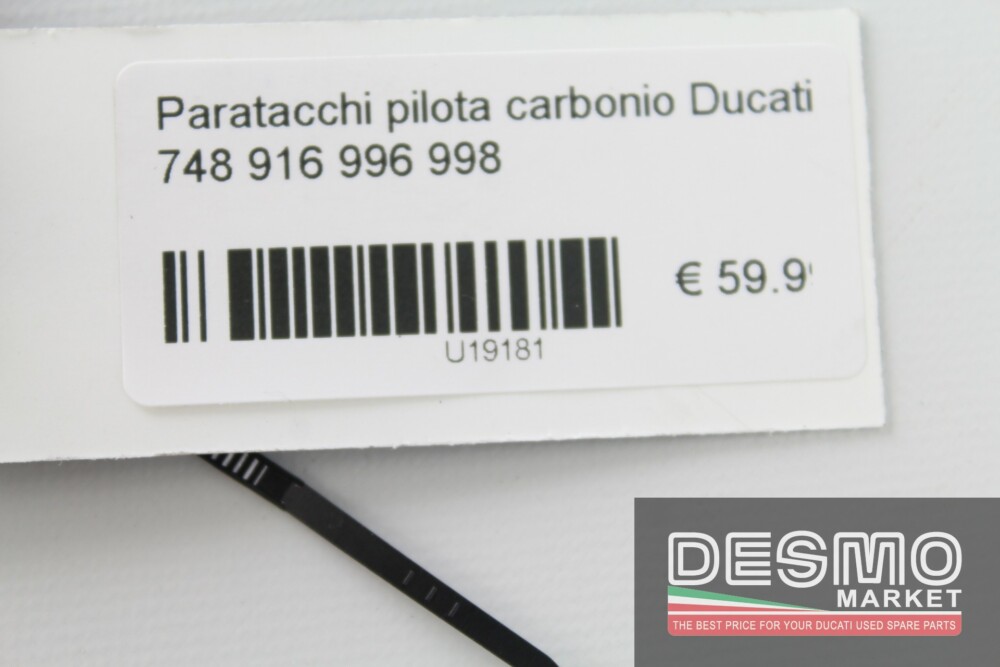 Paratacchi pilota carbonio Ducati
748 916 996 998
€ 59.9
U19181
DESMO
MARKET
THE BEST PRICE FOR YOUR DUCATI USED SPARE PARTS